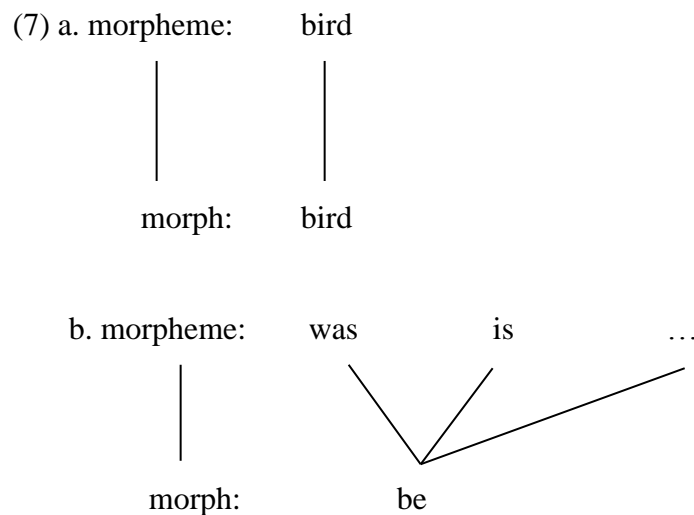 (7) a. morpheme: bird
morph: bird
b. morpheme: was is …
morph: be